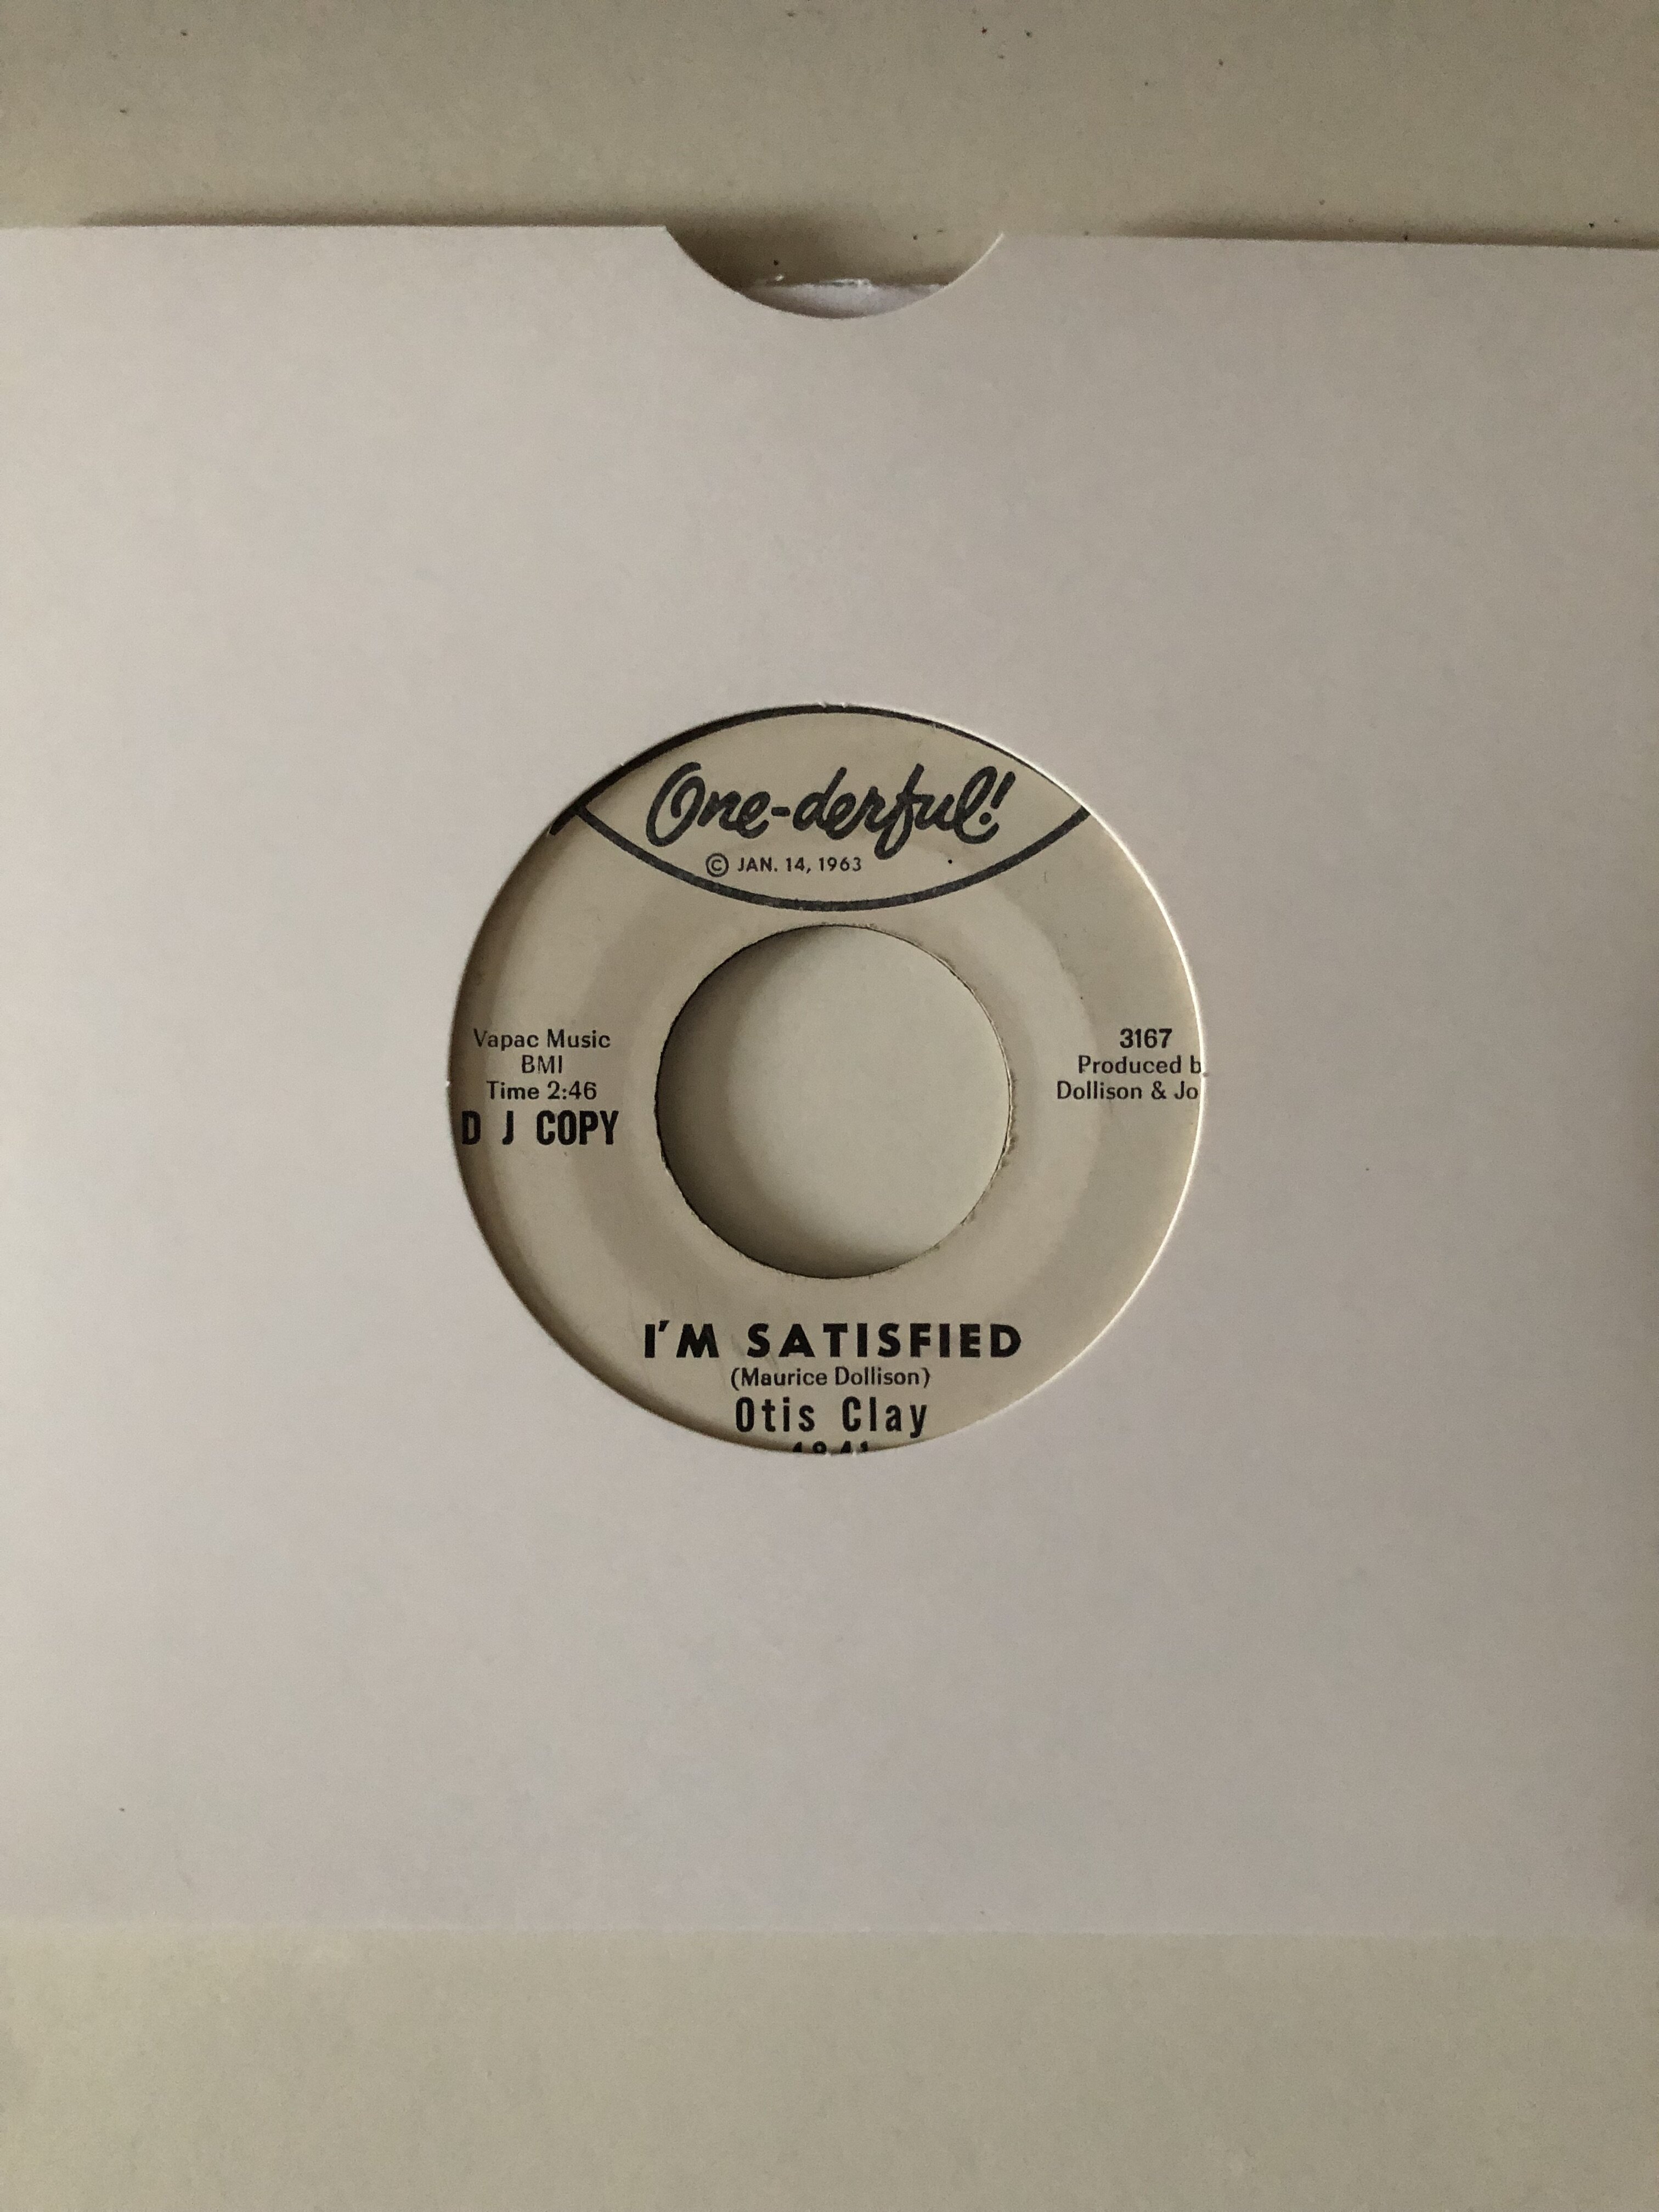 One-derful!
© JAN. 14, 1963
Vapac Music
BMI
Time 2:46
D J COPY
3167
Produced b
Dollison & Jo
I'M SATISFIED
(Maurice Dollison)
Otis Clay